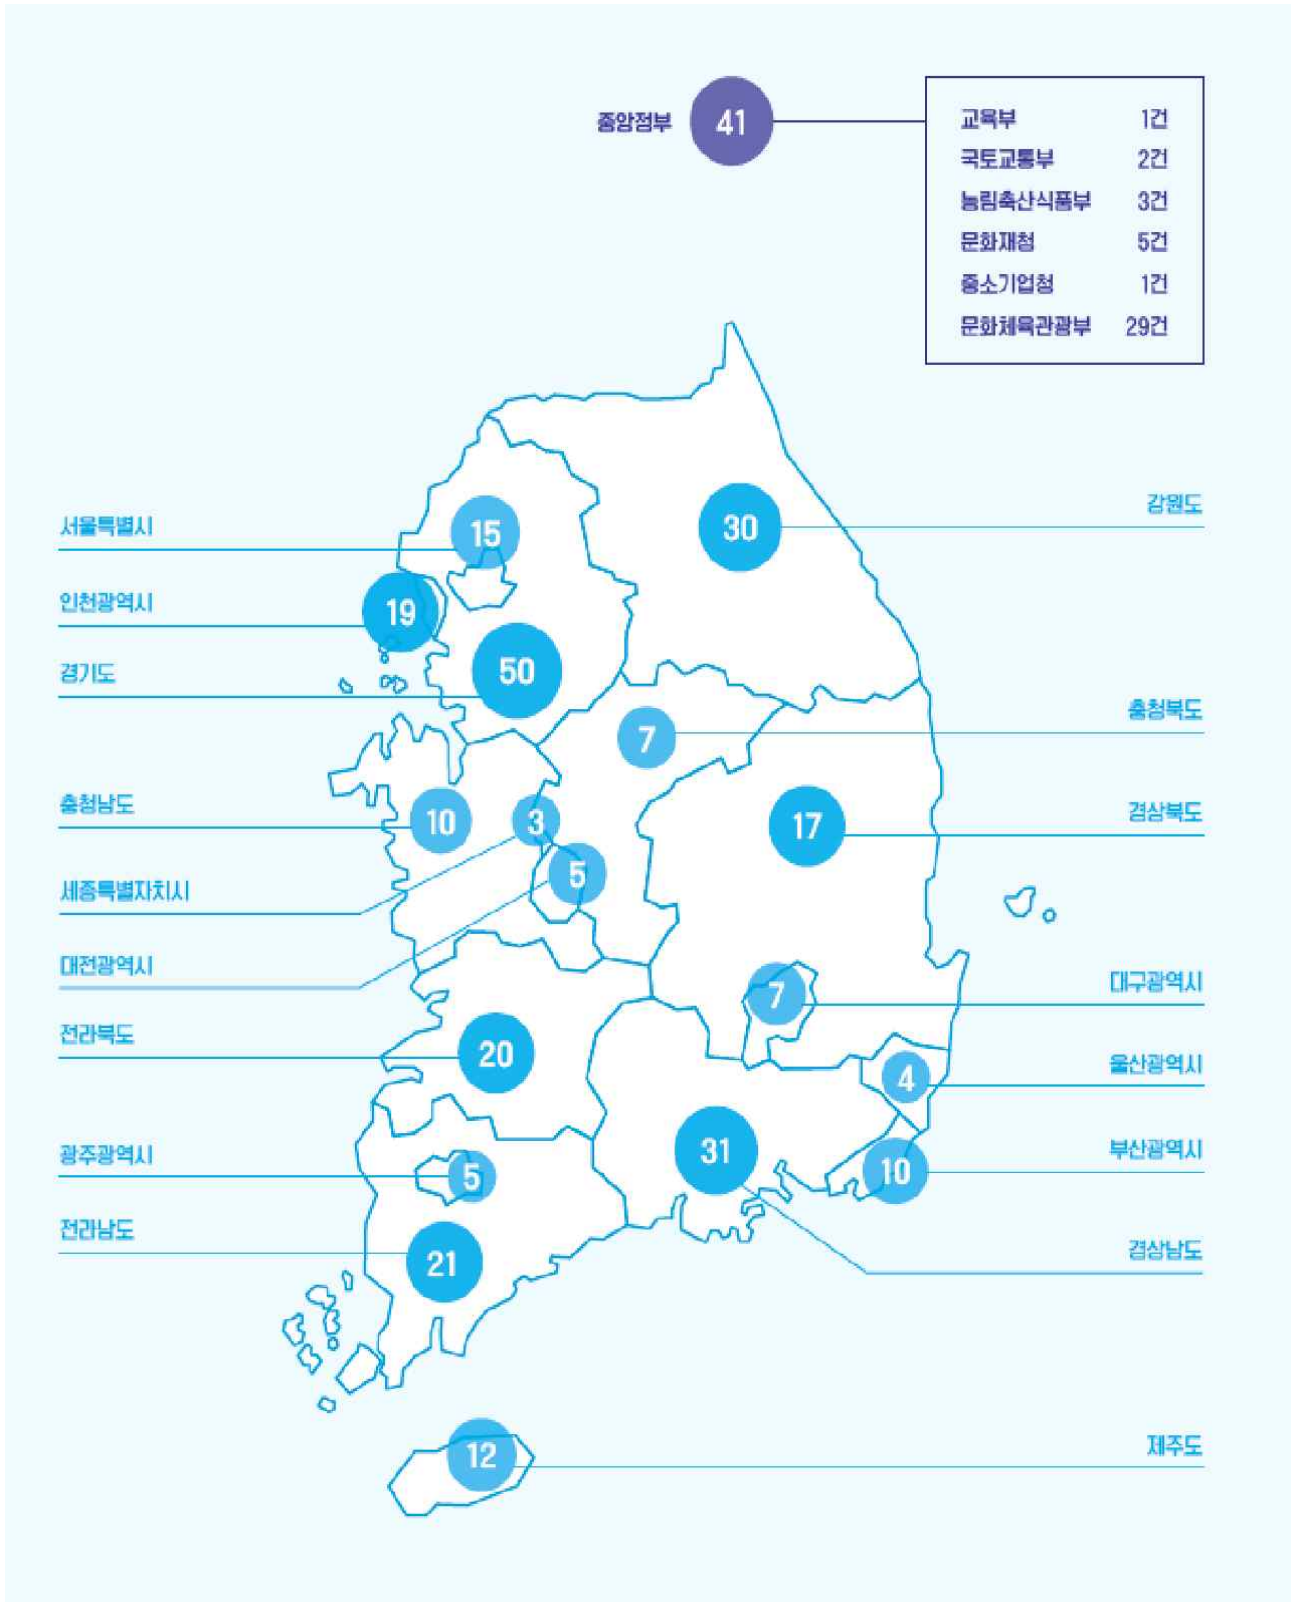 중앙정부 41
교육부 1건
국토교통부 2건
농림축산식품부 3건
문화재청 5건
중소기업청 1건
문화체육관광부 29건
강원도 30
서울특별시 15
인천광역시 19
경기도 50
충청북도 7
충청남도 10
경상북도 17
세종특별자치시 3
대전광역시 5
대구광역시 7
전라북도 20
울산광역시 4
광주광역시 5
부산광역시 10
전라남도 21
경상남도 31
제주도 12